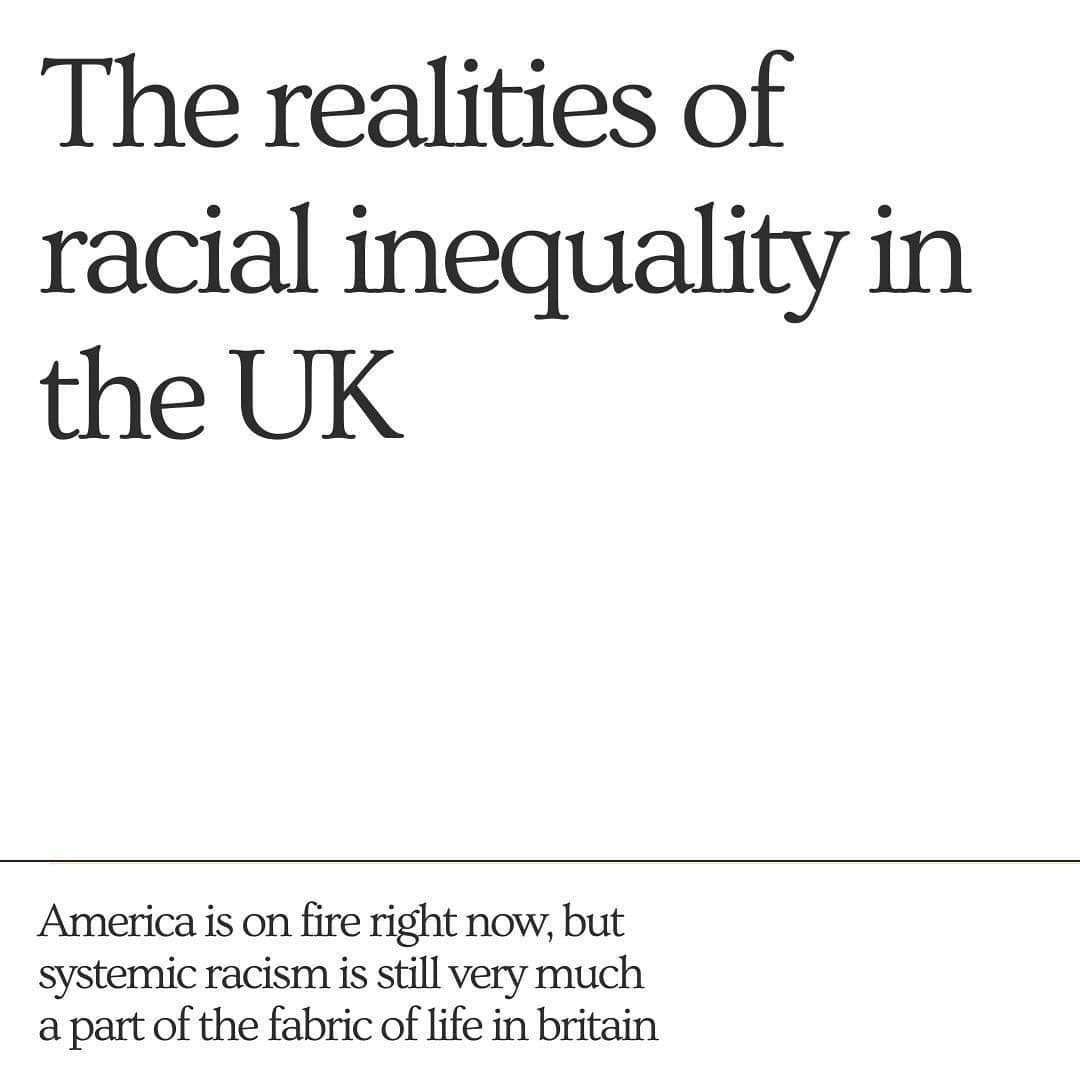 The realities of
racial inequality in
the UK
America is on fire right now, but
systemic racism is still very much
a part of the fabric of life in britain